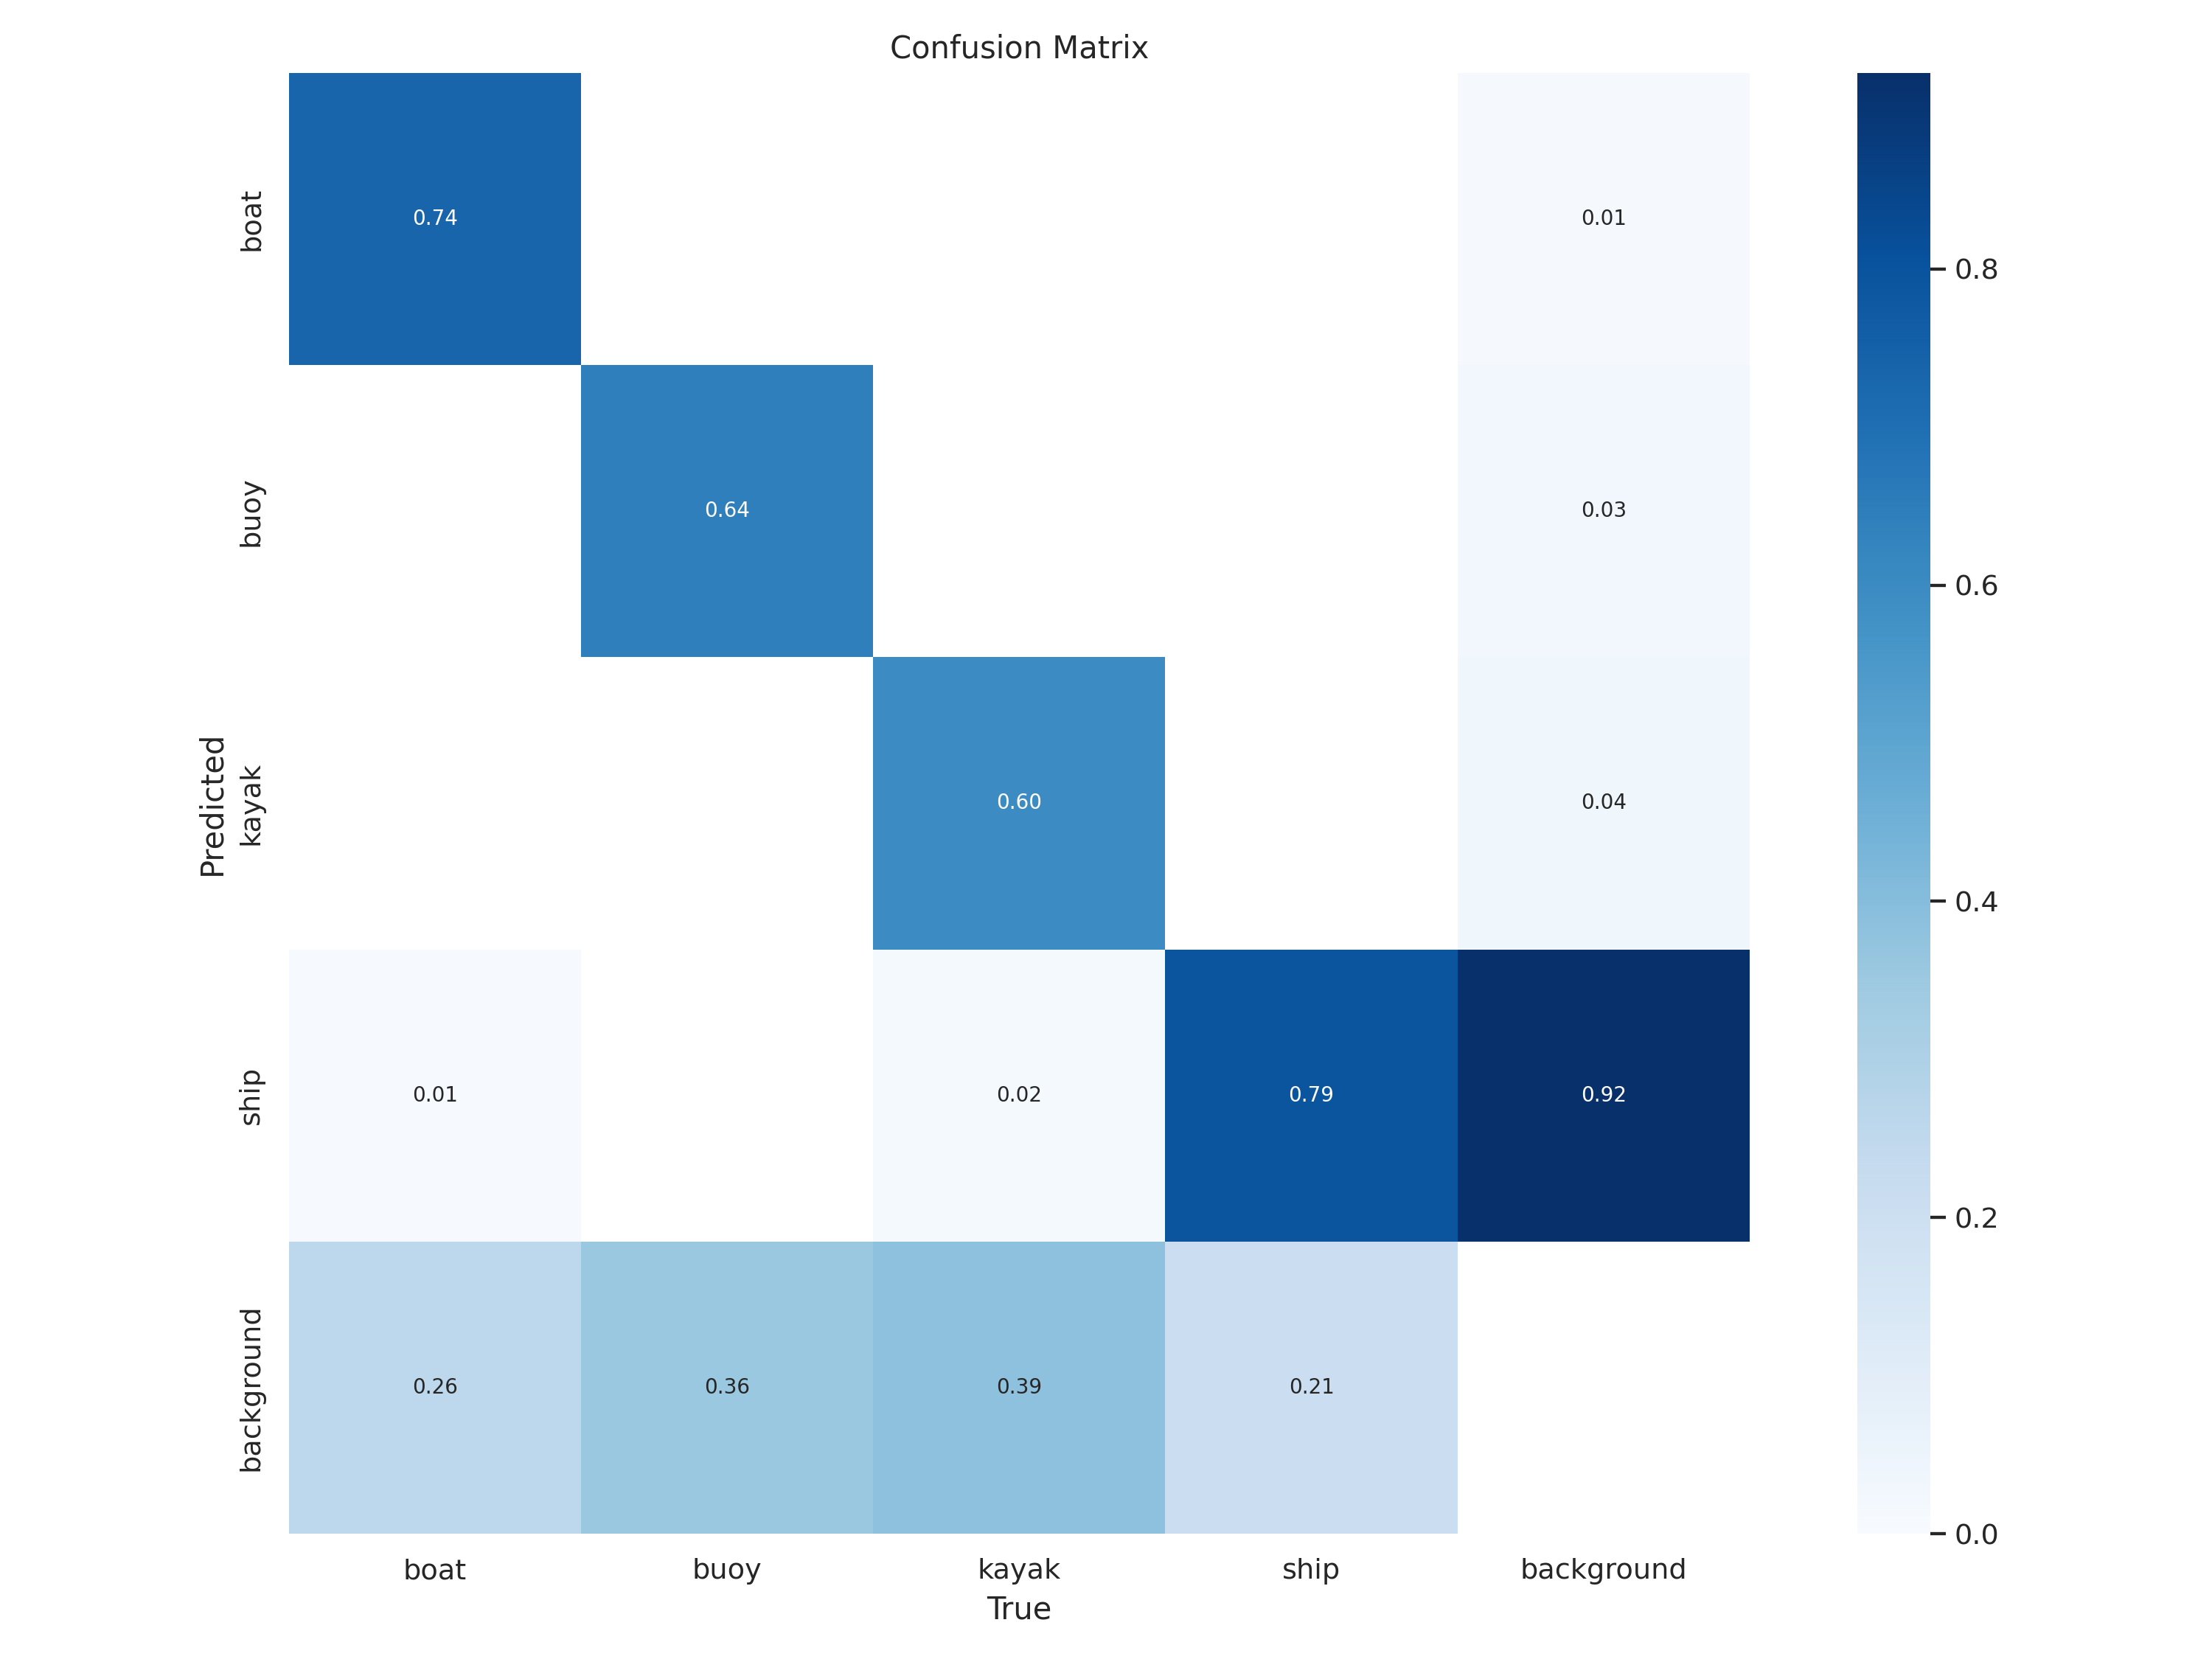 Confusion Matrix
boat
0.74
0.01
0.8
buoy
0.64
0.03
0.6
Predicted
kayak
0.60
0.04
0.4
ship
0.01
0.02
0.79
0.92
0.2
background
0.26
0.36
0.39
0.21
0.0
boat
buoy
kayak
ship
background
True